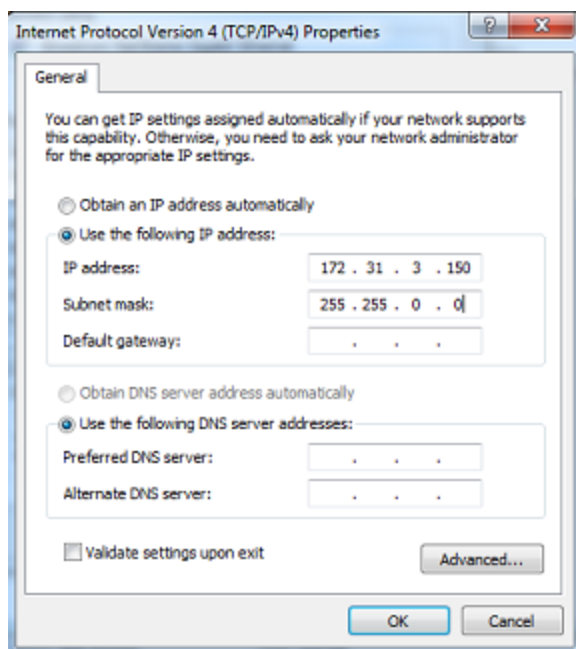 Internet Protocol Version 4 (TCP/IPv4) Properties
General
You can get IP settings assigned automatically if your network supports
this capability. Otherwise, you need to ask your network administrator
for the appropriate IP settings.
Obtain an IP address automatically
Use the following IP address:
IP address: 172 . 31 . 3 . 150
Subnet mask: 255 . 255 . 0 . 0
Default gateway: . . .
Obtain DNS server address automatically
Use the following DNS server addresses:
Preferred DNS server: . . .
Alternate DNS server: . . .
Validate settings upon exit
Advanced...
OK Cancel